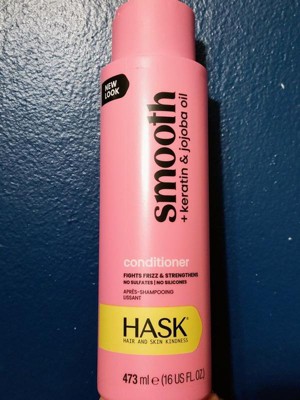 NEW
LOOK
smooth
+ keratin & jojoba oil
conditioner
FIGHTS FRIZZ & STRENGTHENS
NO SULFATES | NO SILICONES
APRÈS-SHAMPOOING
LISSANT
HASK
HAIR AND SKIN KINDNESS
473 ml e (16 US FL.OZ.)